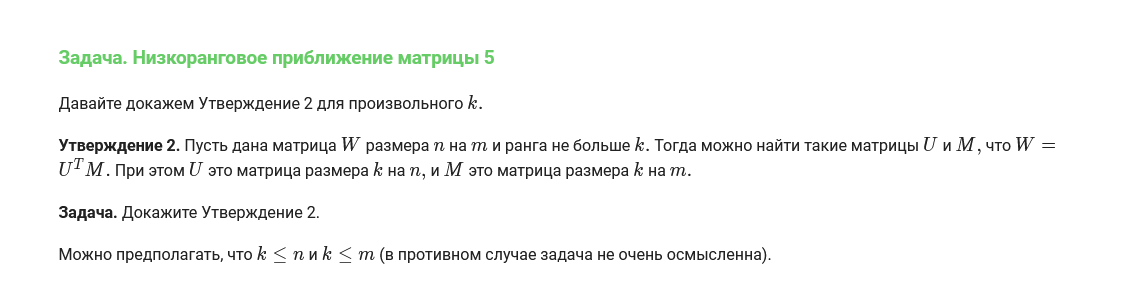 Задача. Низкоранговое приближение матрицы 5
Давайте докажем Утверждение 2 для произвольного k.
Утверждение 2. Пусть дана матрица W размера n на m и ранга не больше k. Тогда можно найти такие матрицы U и M, что W =
U^T M. При этом U это матрица размера k на n, и M это матрица размера k на m.
Задача. Докажите Утверждение 2.
Можно предполагать, что k ≤ n и k ≤ m (в противном случае задача не очень осмысленна).